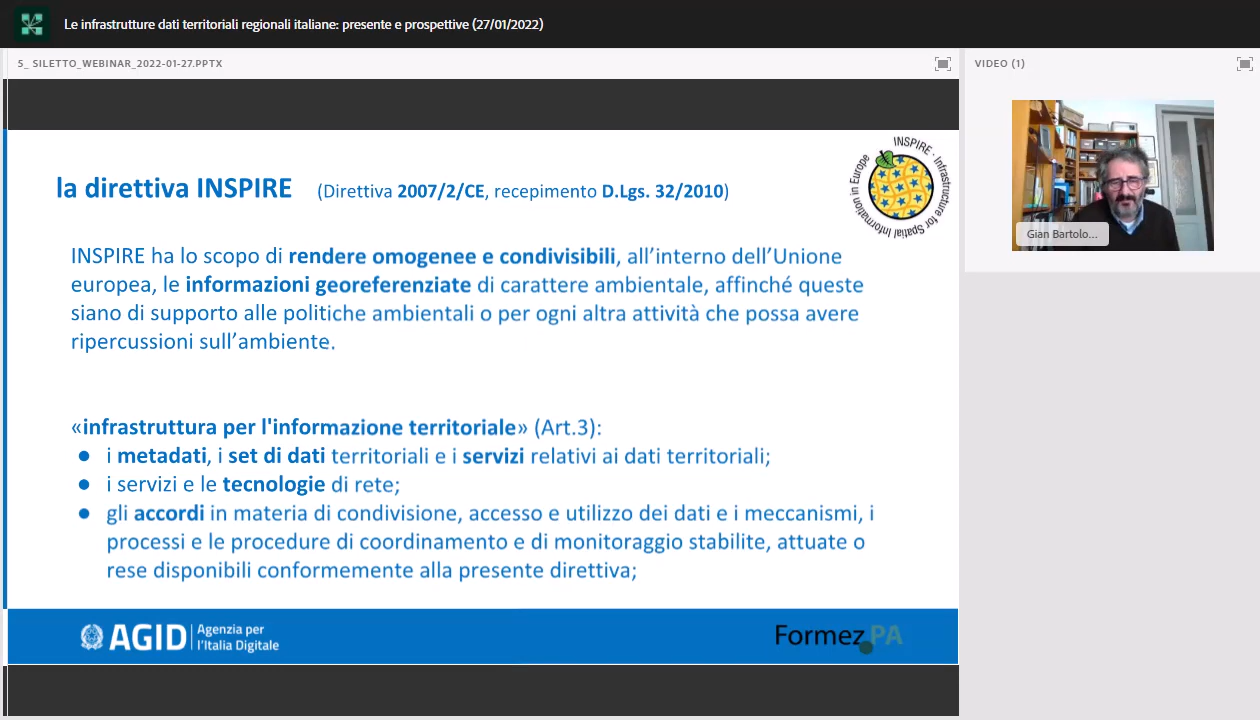 Le infrastrutture dati territoriali regionali italiane: presente e prospettive (27/01/2022)
5_ SILETTO_WEBINAR_2022-01-27.PPTX
VIDEO (1)
la direttiva INSPIRE (Direttiva 2007/2/CE, recepimento D.Lgs. 32/2010)
INSPIRE · Infrastructure for Spatial Information in Europe
Gian Bartolo...
INSPIRE ha lo scopo di rendere omogenee e condivisibili, all’interno dell’Unione
europea, le informazioni georeferenziate di carattere ambientale, affinché queste
siano di supporto alle politiche ambientali o per ogni altra attività che possa avere
ripercussioni sull’ambiente.
«infrastruttura per l'informazione territoriale» (Art.3):
● i metadati, i set di dati territoriali e i servizi relativi ai dati territoriali;
● i servizi e le tecnologie di rete;
● gli accordi in materia di condivisione, accesso e utilizzo dei dati e i meccanismi, i
processi e le procedure di coordinamento e di monitoraggio stabilite, attuate o
rese disponibili conformemente alla presente direttiva;
AGID
Agenzia per
l’Italia Digitale
Formez PA